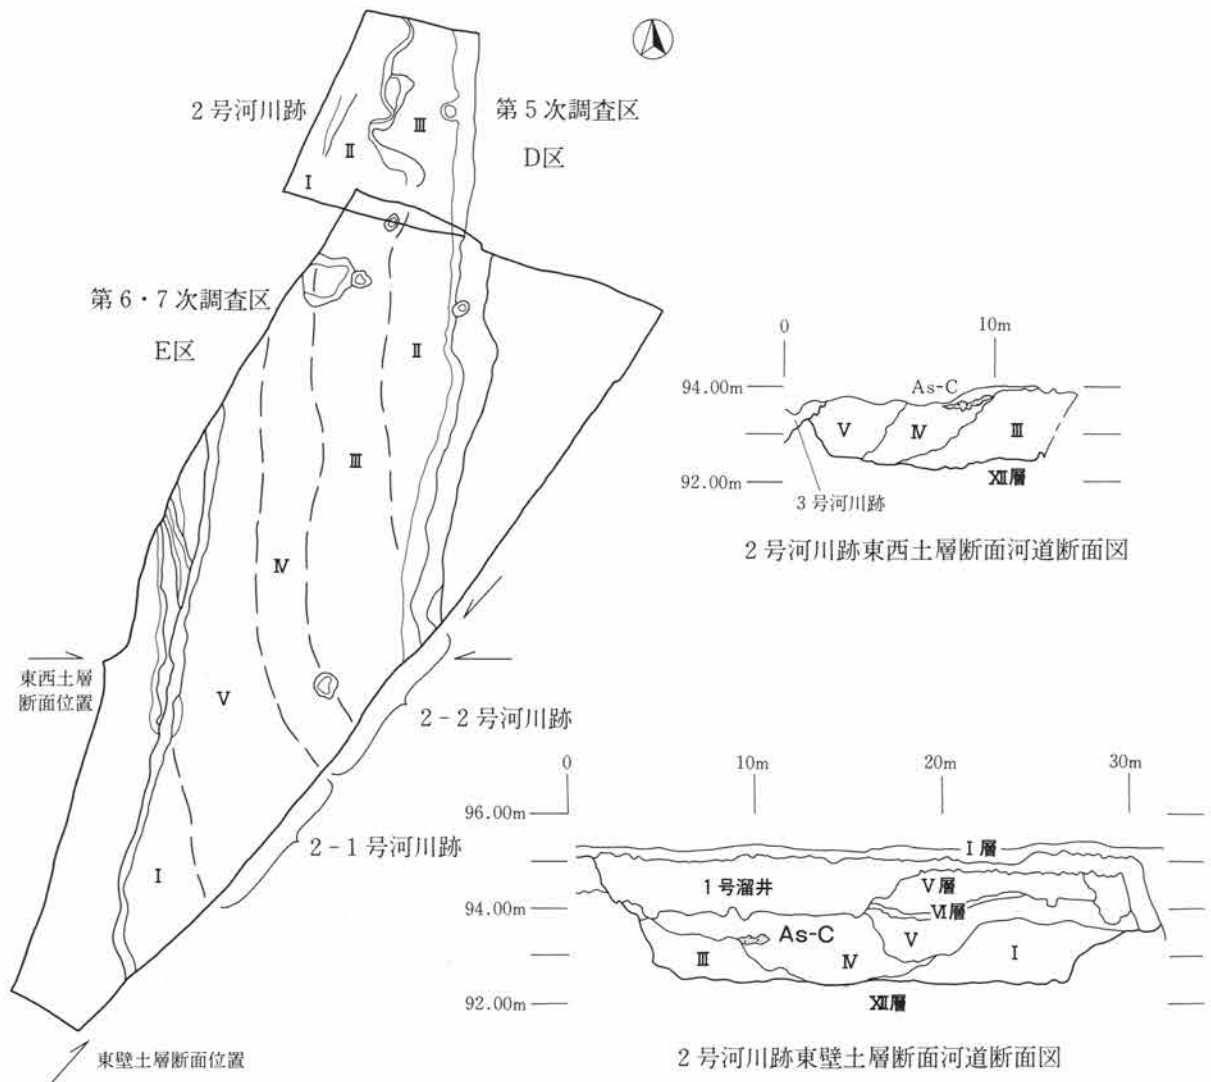 2号河川跡
第5次調査区
D区
Ⅲ
Ⅱ
Ⅰ
第6・7次調査区
E区
Ⅱ
Ⅲ
Ⅳ
Ⅴ
Ⅰ
東西土層
断面位置
2-2号河川跡
2-1号河川跡
東壁土層断面位置
0
10m
94.00m
92.00m
As-C
Ⅴ
Ⅳ
Ⅲ
Ⅻ層
3号河川跡
2号河川跡東西土層断面河道断面図
0
10m
20m
30m
96.00m
94.00m
92.00m
Ⅰ層
1号溜井
Ⅴ層
Ⅵ層
As-C
Ⅴ
Ⅲ
Ⅳ
Ⅰ
Ⅻ層
2号河川跡東壁土層断面河道断面図